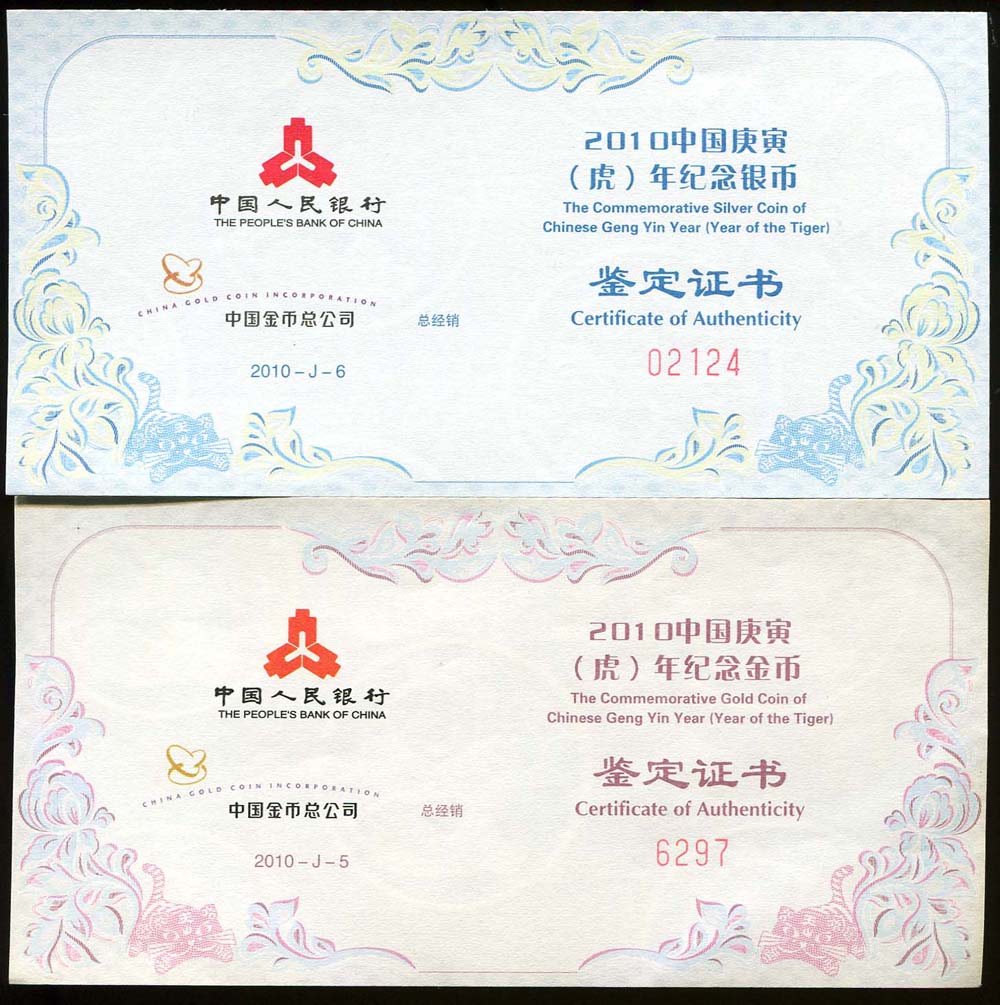 中国人民银行
THE PEOPLE'S BANK OF CHINA
CHINA GOLD COIN INCORPORATION
中国金币总公司 总经销
2010-J-6
2010中国庚寅
（虎）年纪念银币
The Commemorative Silver Coin of
Chinese Geng Yin Year (Year of the Tiger)
鉴定证书
Certificate of Authenticity
02124
中国人民银行
THE PEOPLE'S BANK OF CHINA
CHINA GOLD COIN INCORPORATION
中国金币总公司 总经销
2010-J-5
2010中国庚寅
（虎）年纪念金币
The Commemorative Gold Coin of
Chinese Geng Yin Year (Year of the Tiger)
鉴定证书
Certificate of Authenticity
6297